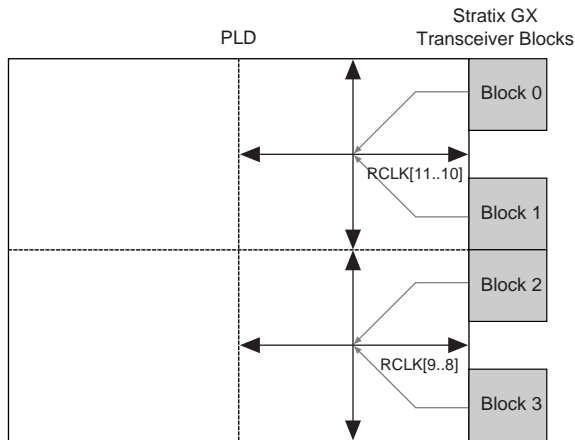 Stratix GX
PLD
Transceiver Blocks
Block 0
RCLK[11..10]
Block 1
Block 2
RCLK[9..8]
Block 3